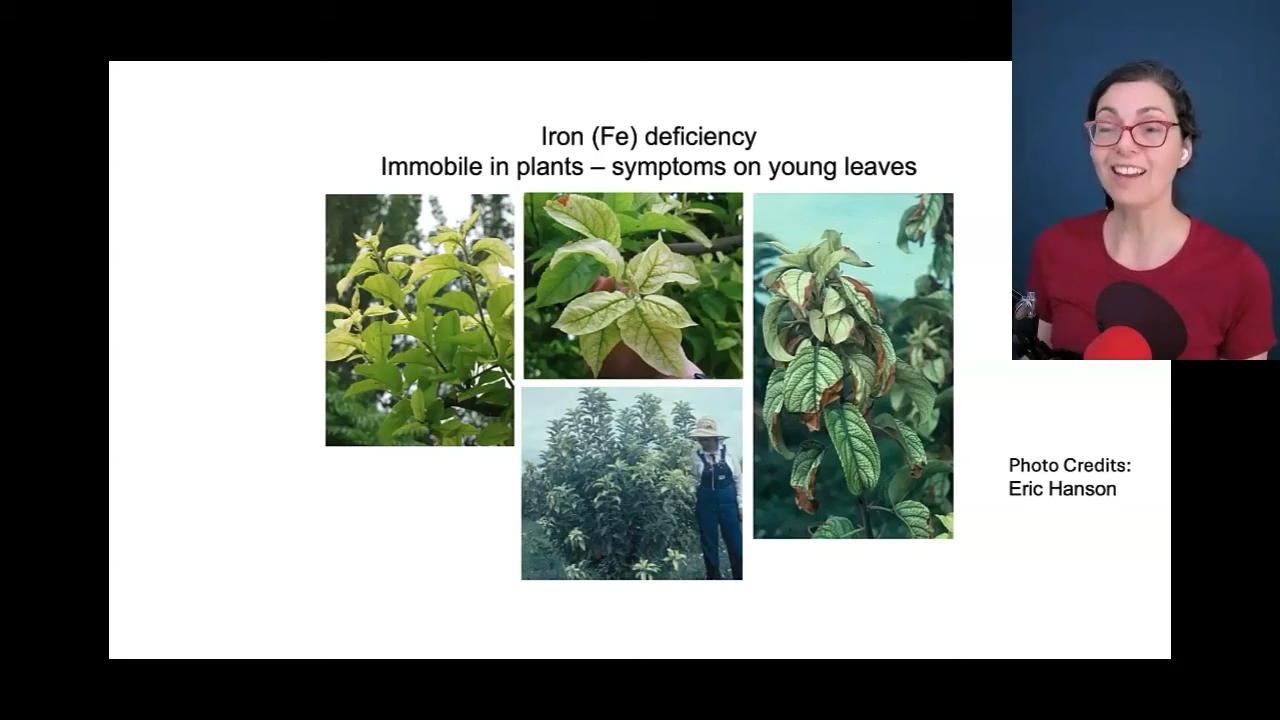 Iron (Fe) deficiency
Immobile in plants – symptoms on young leaves
Photo Credits:
Eric Hanson